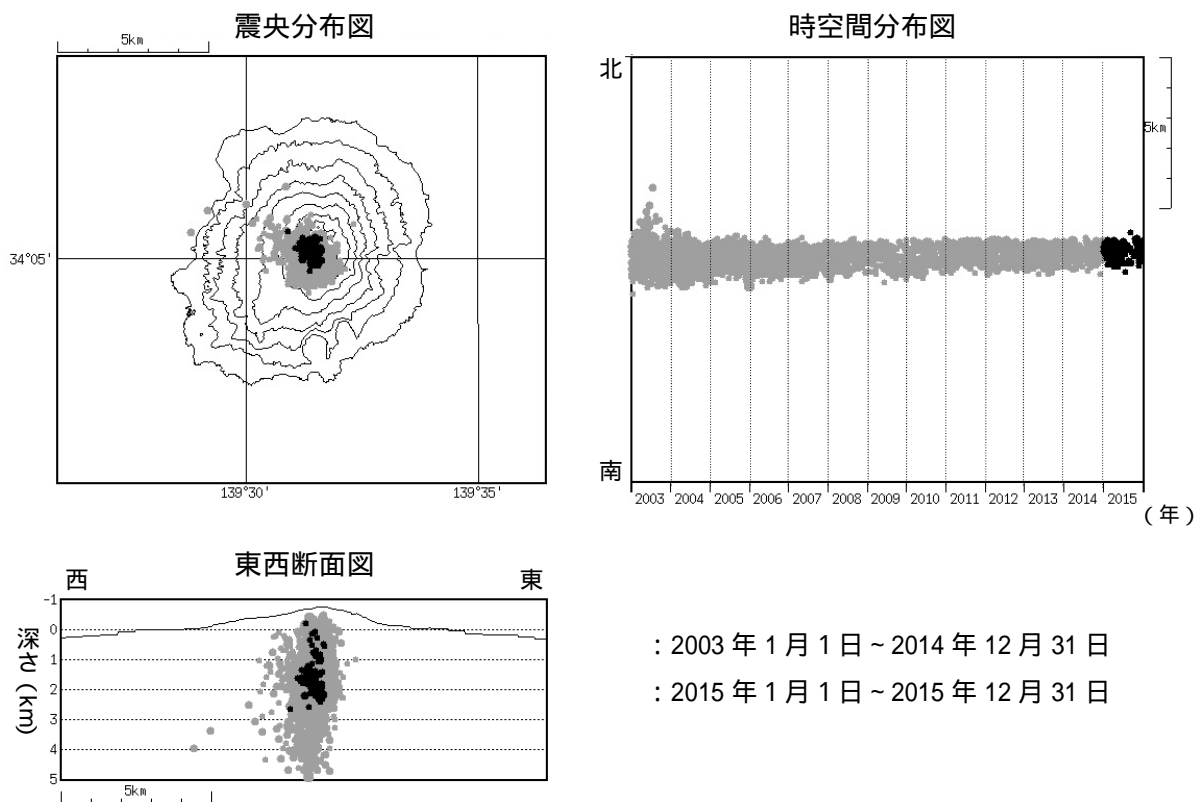 震央分布図
5km
34°05'
139°30'
139°35'
時空間分布図
北
南
5km
2003 2004 2005 2006 2007 2008 2009 2010 2011 2012 2013 2014 2015
(年)
東西断面図
西
東
深さ(km)
-1
0
1
2
3
4
5
5km
: 2003 年 1 月 1 日 ~ 2014 年 12 月 31 日
: 2015 年 1 月 1 日 ~ 2015 年 12 月 31 日